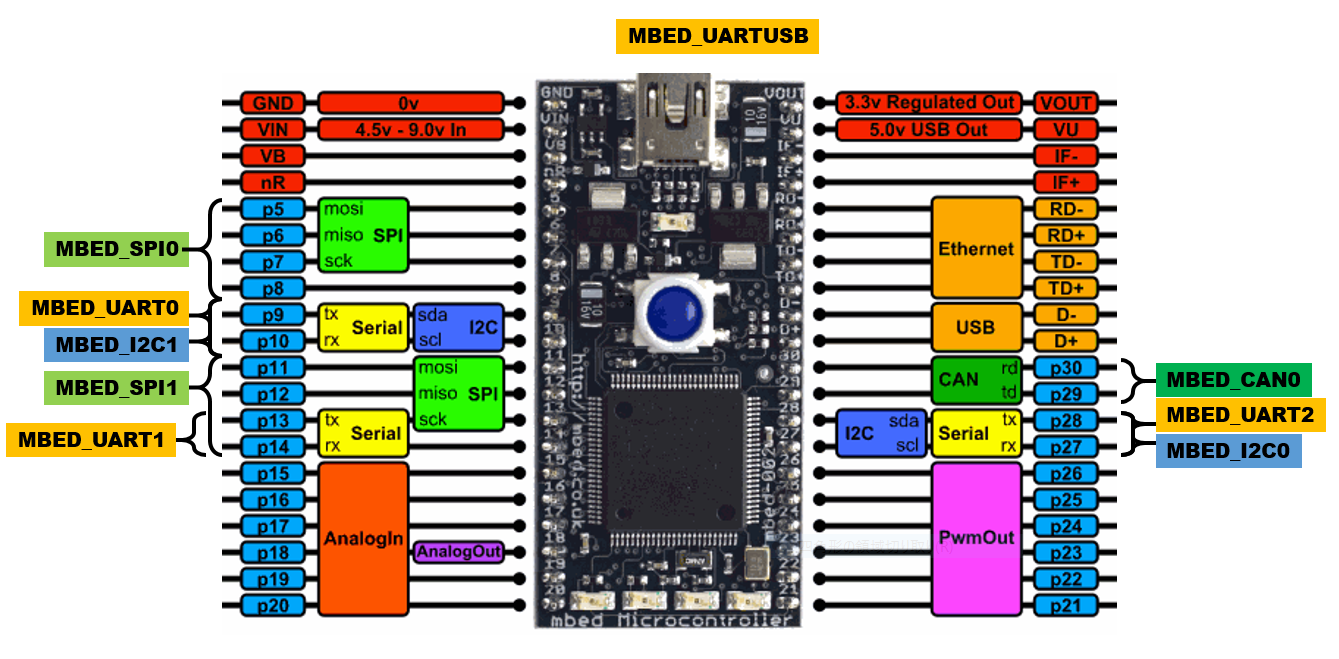 MBED_UARTUSB
GND 0v
VIN 4.5v - 9.0v In
VB
nR
p5 mosi
p6 miso SPI
p7 sck
p8
p9 tx Serial sda I2C
p10 rx scl
p11 mosi
p12 miso SPI
p13 tx Serial sck
p14 rx
p15
p16
p17 AnalogIn
p18 AnalogOut
p19
p20
MBED_SPI0
MBED_UART0
MBED_I2C1
MBED_SPI1
MBED_UART1
GND
VIN
VB
nR
5
6
7
8
9
10
11
12
13
14
15
16
17
18
19
20
http://mbed.co.uk
VOUT
VU
IF-
IF+
RD-
RD+
TD-
TD+
D-
D+
30
29
28
27
26
25
24
23
22
21
mbed-002
mbed Microcontroller
3.3v Regulated Out VOUT
5.0v USB Out VU
IF-
IF+
RD-
Ethernet RD+
TD-
TD+
USB D-
D+
CAN rd p30
td p29
I2C sda Serial tx p28
scl rx p27
p26
p25
PwmOut p24
p23
p22
p21
MBED_CAN0
MBED_UART2
MBED_I2C0